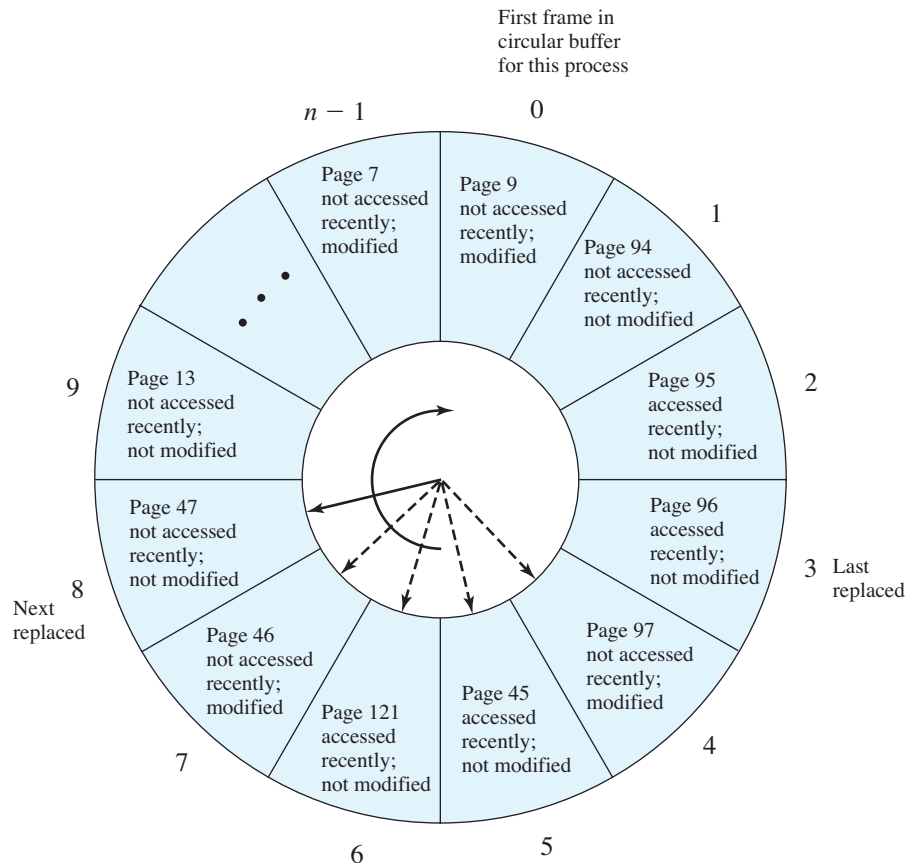 First frame in
circular buffer
for this process
n − 1
0
Page 7
not accessed
recently;
modified
Page 9
not accessed
recently;
modified
1
Page 94
not accessed
recently;
not modified
2
Page 95
accessed
recently;
not modified
3
Last
replaced
Page 96
accessed
recently;
not modified
4
Page 97
not accessed
recently;
modified
5
Page 45
accessed
recently;
not modified
6
Page 121
accessed
recently;
not modified
7
Page 46
not accessed
recently;
modified
8
Next
replaced
Page 47
not accessed
recently;
not modified
9
Page 13
not accessed
recently;
not modified